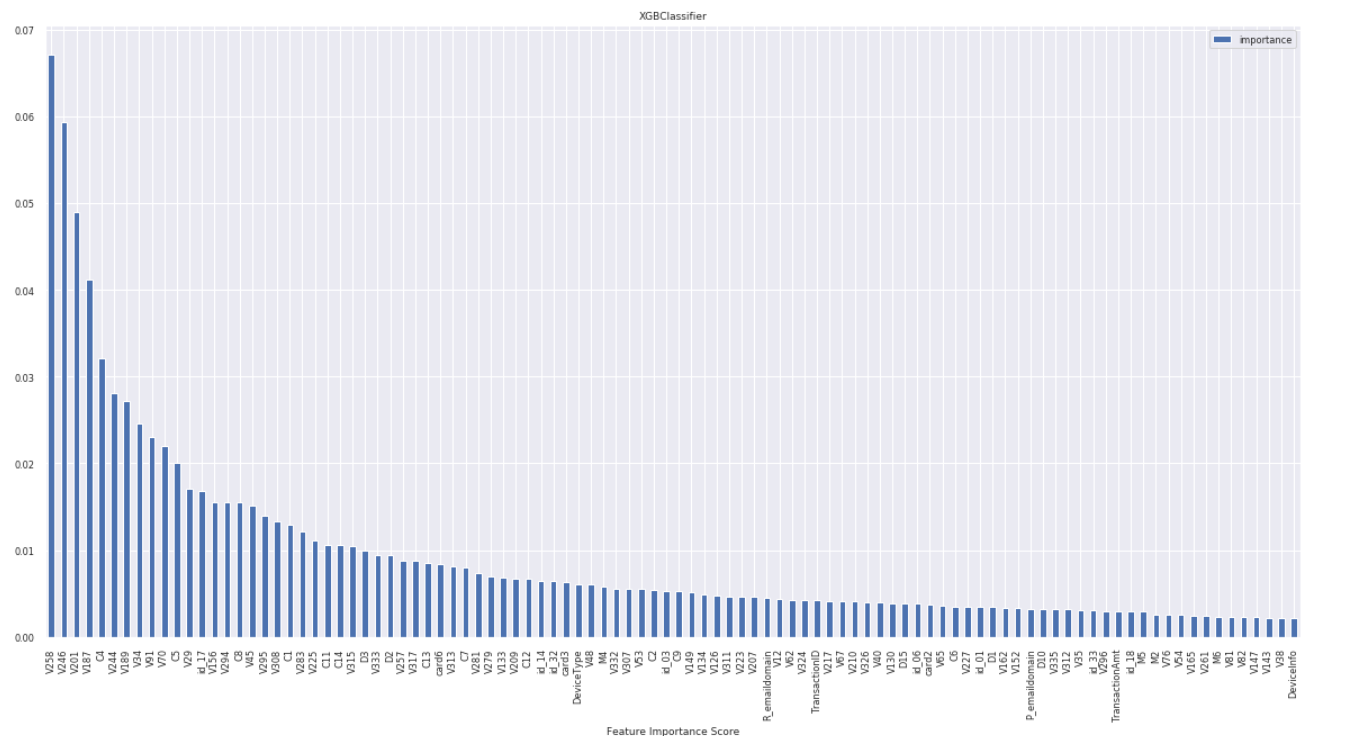 XGBClassifier
importance
0.07
0.06
0.05
0.04
0.03
0.02
0.01
0.00
V258
V246
V201
V187
C4
V244
V189
V34
V91
V70
C5
V29
id_17
V156
V294
C8
V45
V295
V308
C1
V283
V225
C11
C14
V315
D3
V333
D2
V257
V317
C13
card6
V313
C7
V281
V279
V133
V209
C12
id_14
id_32
card3
DeviceType
V48
M4
V332
V307
V53
C2
id_03
C9
V149
V134
V126
V311
V223
V207
R_emaildomain
V12
V62
V324
TransactionID
V217
V67
V210
V326
V40
V130
D15
id_06
card2
V65
C6
V227
id_01
D1
V162
V152
P_emaildomain
D10
V335
V312
V35
id_33
V296
TransactionAmt
id_18
M5
M2
V76
V54
V165
V261
M6
V81
V82
V147
V143
V38
DeviceInfo
Feature Importance Score